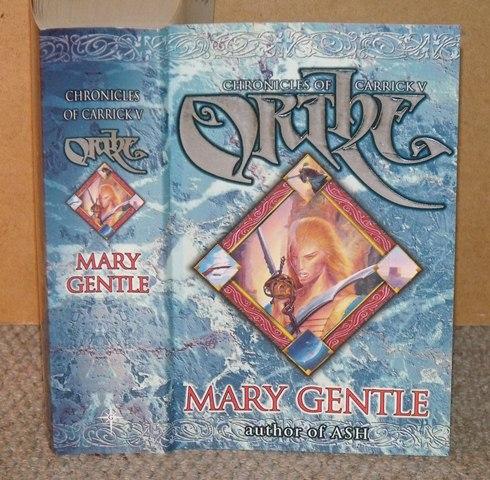 CHRONICLES
OF CARRICK V
ORTHE
MARY
GENTLE
CHRONICLES OF CARRICK V
ORTHE
MARY GENTLE
author of ASH